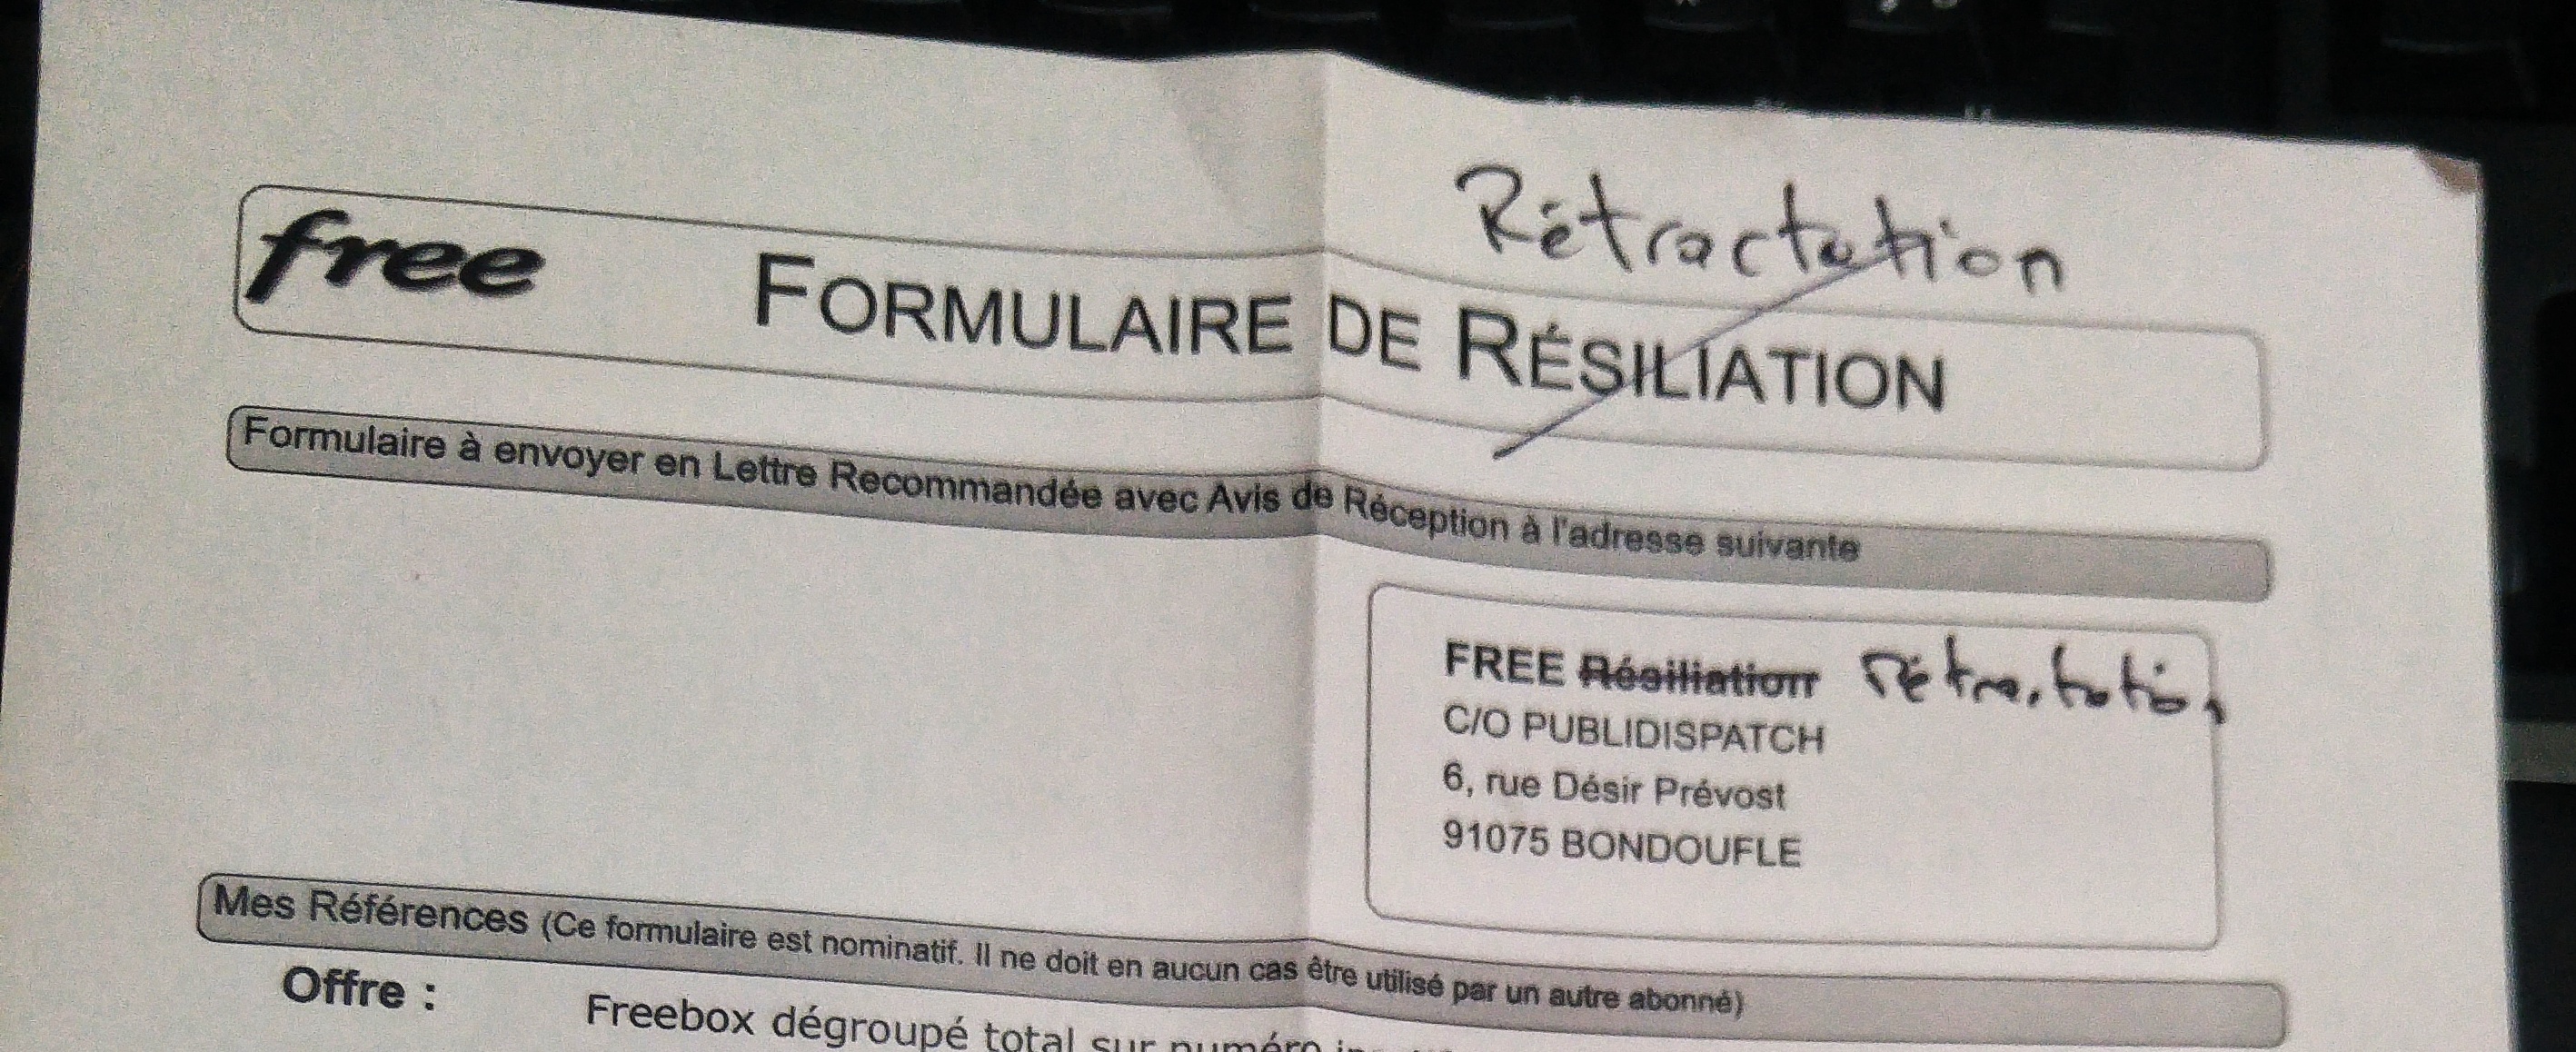 Rétractation
free
FORMULAIRE DE RÉSILIATION
Formulaire à envoyer en Lettre Recommandée avec Avis de Réception à l'adresse suivante
FREE Résiliation Rétractation
C/O PUBLIDISPATCH
6, rue Désir Prévost
91075 BONDOUFLE
Mes Références (Ce formulaire est nominatif. Il ne doit en aucun cas être utilisé par un autre abonné)
Offre : Freebox dégroupé total sur numéro